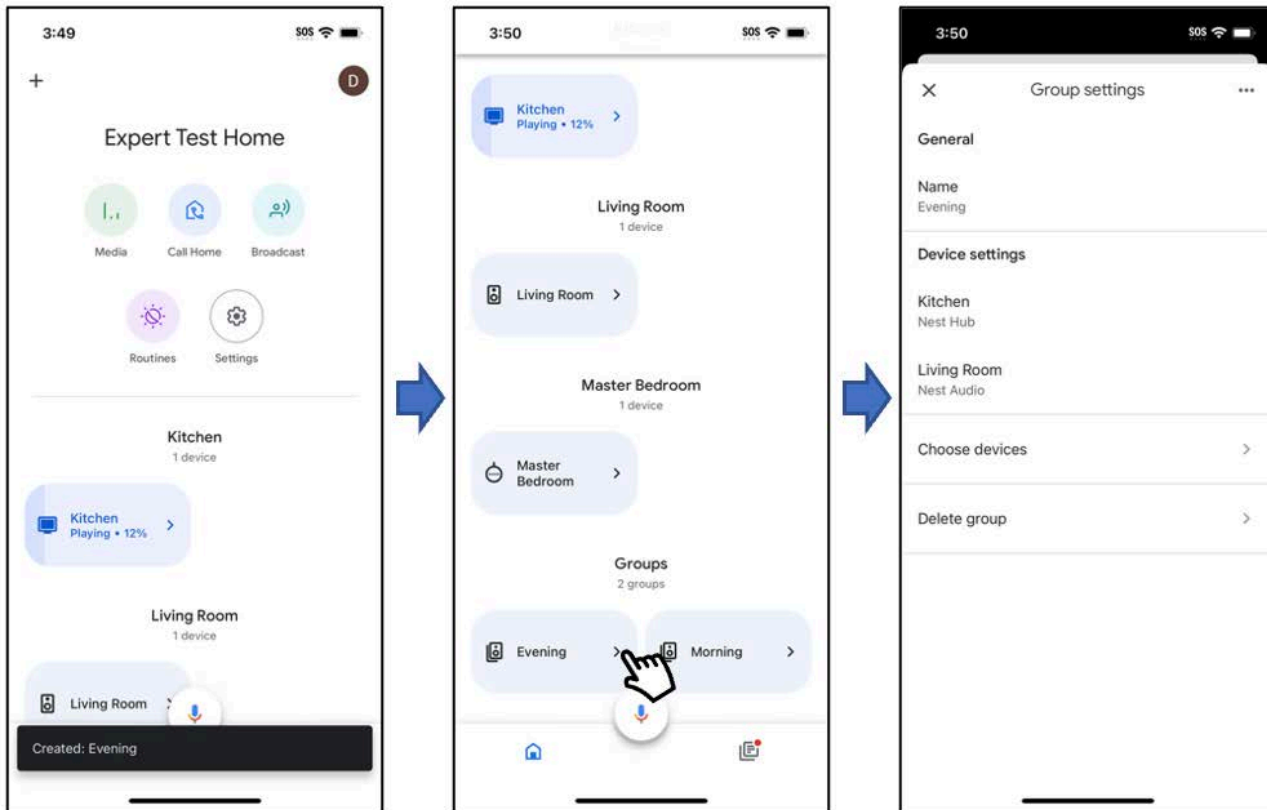 3:49
SOS
+
D
Expert Test Home
Media
Call Home
Broadcast
Routines
Settings
Kitchen
1 device
Kitchen
Playing • 12%
Living Room
1 device
Living Room
Created: Evening
3:50
SOS
Kitchen
Playing • 12%
Living Room
1 device
Living Room
Master Bedroom
1 device
Master
Bedroom
Groups
2 groups
Evening
Morning
3:50
SOS
Group settings
General
Name
Evening
Device settings
Kitchen
Nest Hub
Living Room
Nest Audio
Choose devices
Delete group